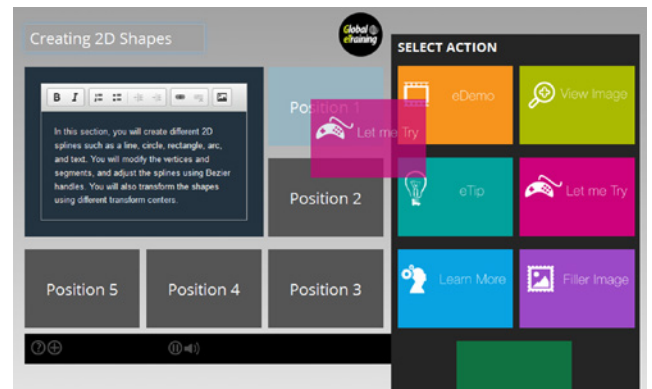 Creating 2D Shapes
Global
eTraining
SELECT ACTION
B I
In this section, you will create different 2D
splines such as a line, circle, rectangle, arc,
and text. You will modify the vertices and
segments, and adjust the splines using Bezier
handles. You will also transform the shapes
using different transform centers.
Position 1
Let me Try
Position 2
Position 5
Position 4
Position 3
eDemo
View Image
eTip
Let me Try
Learn More
Filler Image